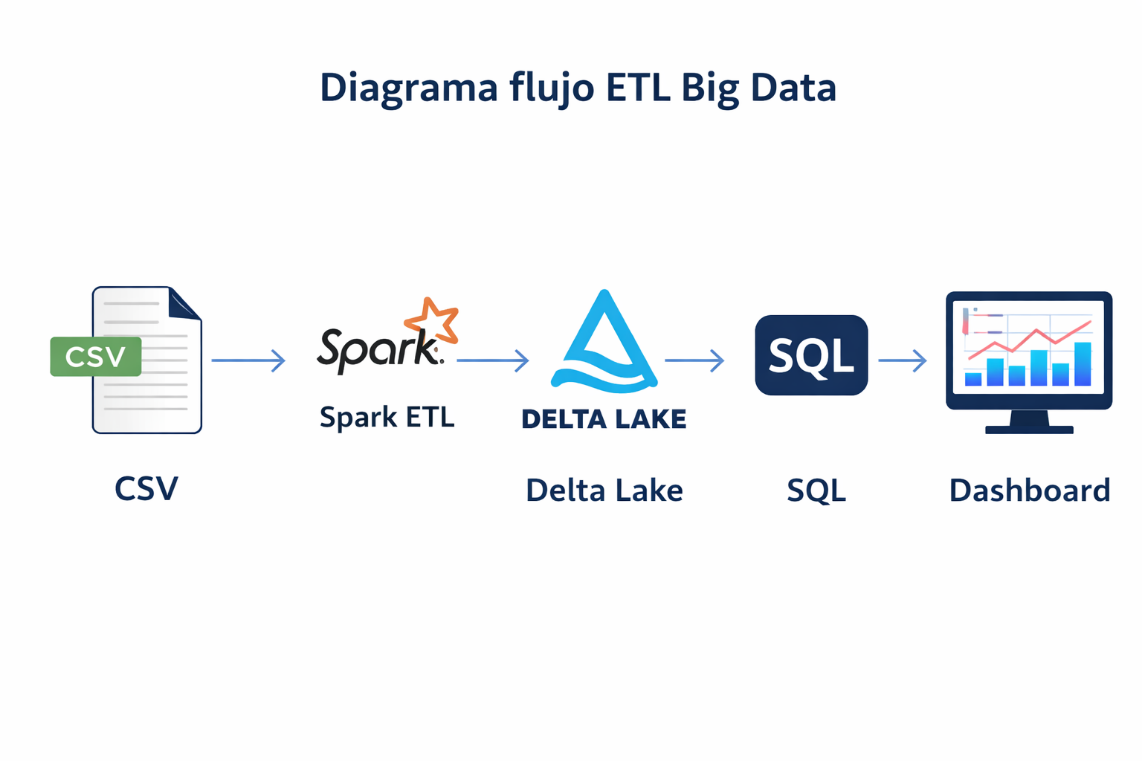 Diagrama flujo ETL Big Data
CSV
CSV
Spark
Spark ETL
DELTA LAKE
Delta Lake
SQL
SQL
Dashboard